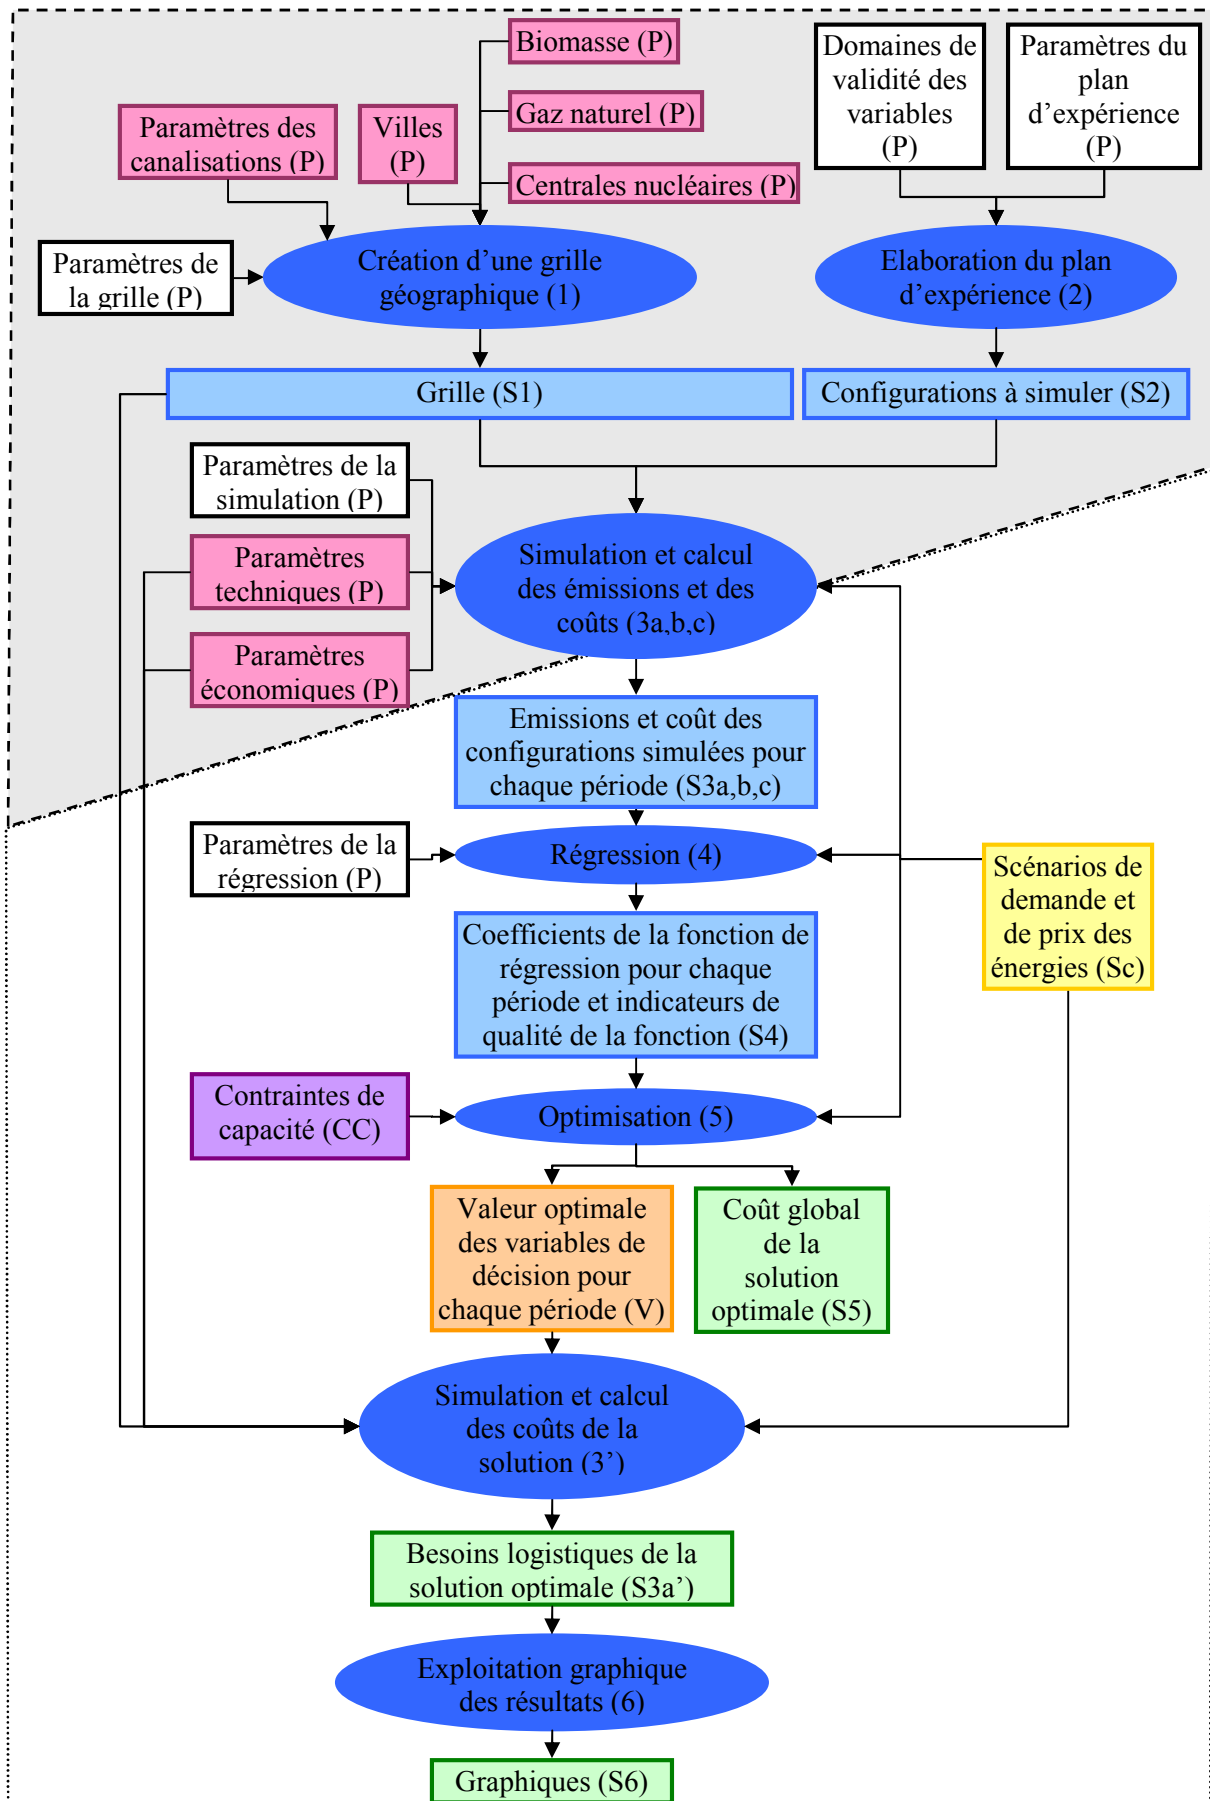 Biomasse (P)
Gaz naturel (P)
Centrales nucléaires (P)
Villes
(P)
Paramètres des
canalisations (P)
Paramètres de
la grille (P)
Domaines de
validité des
variables
(P)
Paramètres du
plan
d’expérience
(P)
Création d’une grille
géographique (1)
Elaboration du plan
d’expérience (2)
Grille (S1)
Configurations à simuler (S2)
Paramètres de la
simulation (P)
Paramètres
techniques (P)
Paramètres
économiques (P)
Simulation et calcul
des émissions et des
coûts (3a,b,c)
Emissions et coût des
configurations simulées pour
chaque période (S3a,b,c)
Paramètres de la
régression (P)
Régression (4)
Scénarios de
demande et
de prix des
énergies (Sc)
Coefficients de la fonction de
régression pour chaque
période et indicateurs de
qualité de la fonction (S4)
Contraintes de
capacité (CC)
Optimisation (5)
Valeur optimale
des variables de
décision pour
chaque période (V)
Coût global
de la
solution
optimale (S5)
Simulation et calcul
des coûts de la
solution (3’)
Besoins logistiques de la
solution optimale (S3a’)
Exploitation graphique
des résultats (6)
Graphiques (S6)